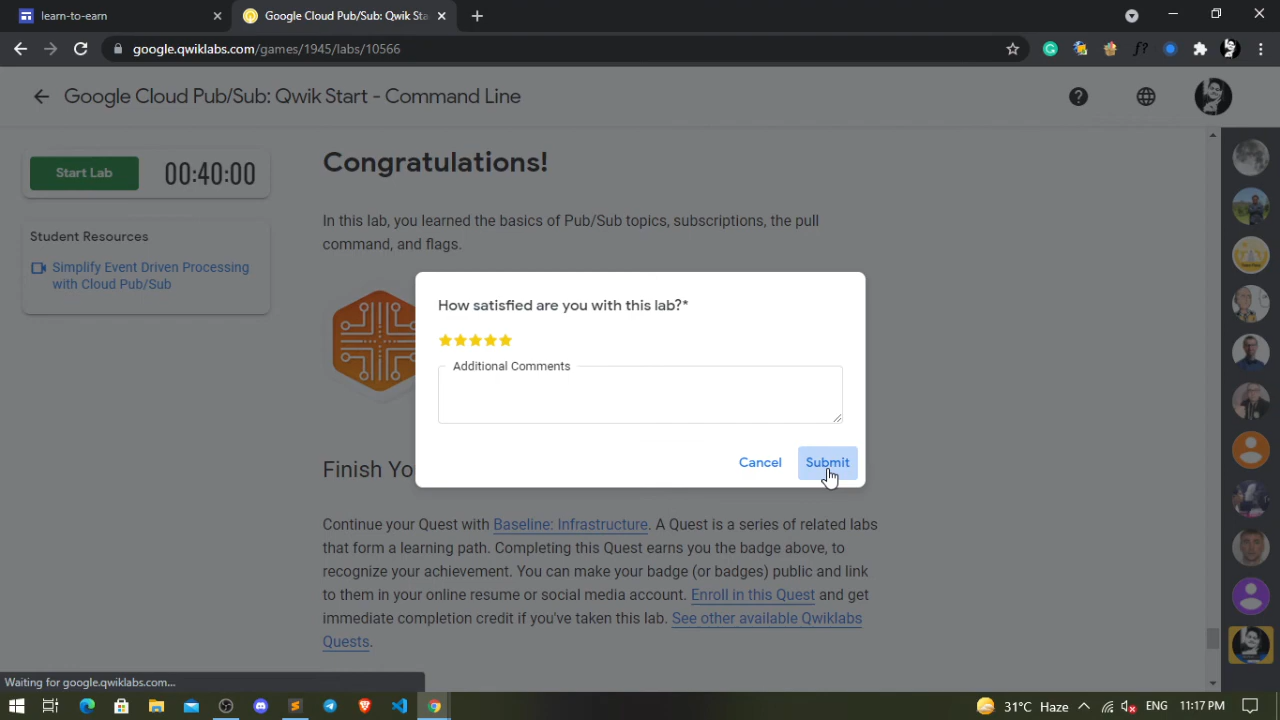 learn-to-earn
Google Cloud Pub/Sub: Qwik Sta
google.qwiklabs.com/games/1945/labs/10566
Google Cloud Pub/Sub: Qwik Start - Command Line
Start Lab
00:40:00
Student Resources
Simplify Event Driven Processing
with Cloud Pub/Sub
Congratulations!
In this lab, you learned the basics of Pub/Sub topics, subscriptions, the pull
command, and flags.
How satisfied are you with this lab?*
Additional Comments
Cancel
Submit
Finish Yo
Continue your Quest with Baseline: Infrastructure. A Quest is a series of related labs
that form a learning path. Completing this Quest earns you the badge above, to
recognize your achievement. You can make your badge (or badges) public and link
to them in your online resume or social media account. Enroll in this Quest and get
immediate completion credit if you've taken this lab. See other available Qwiklabs
Quests.
Waiting for google.qwiklabs.com...
31°C Haze
ENG
11:17 PM